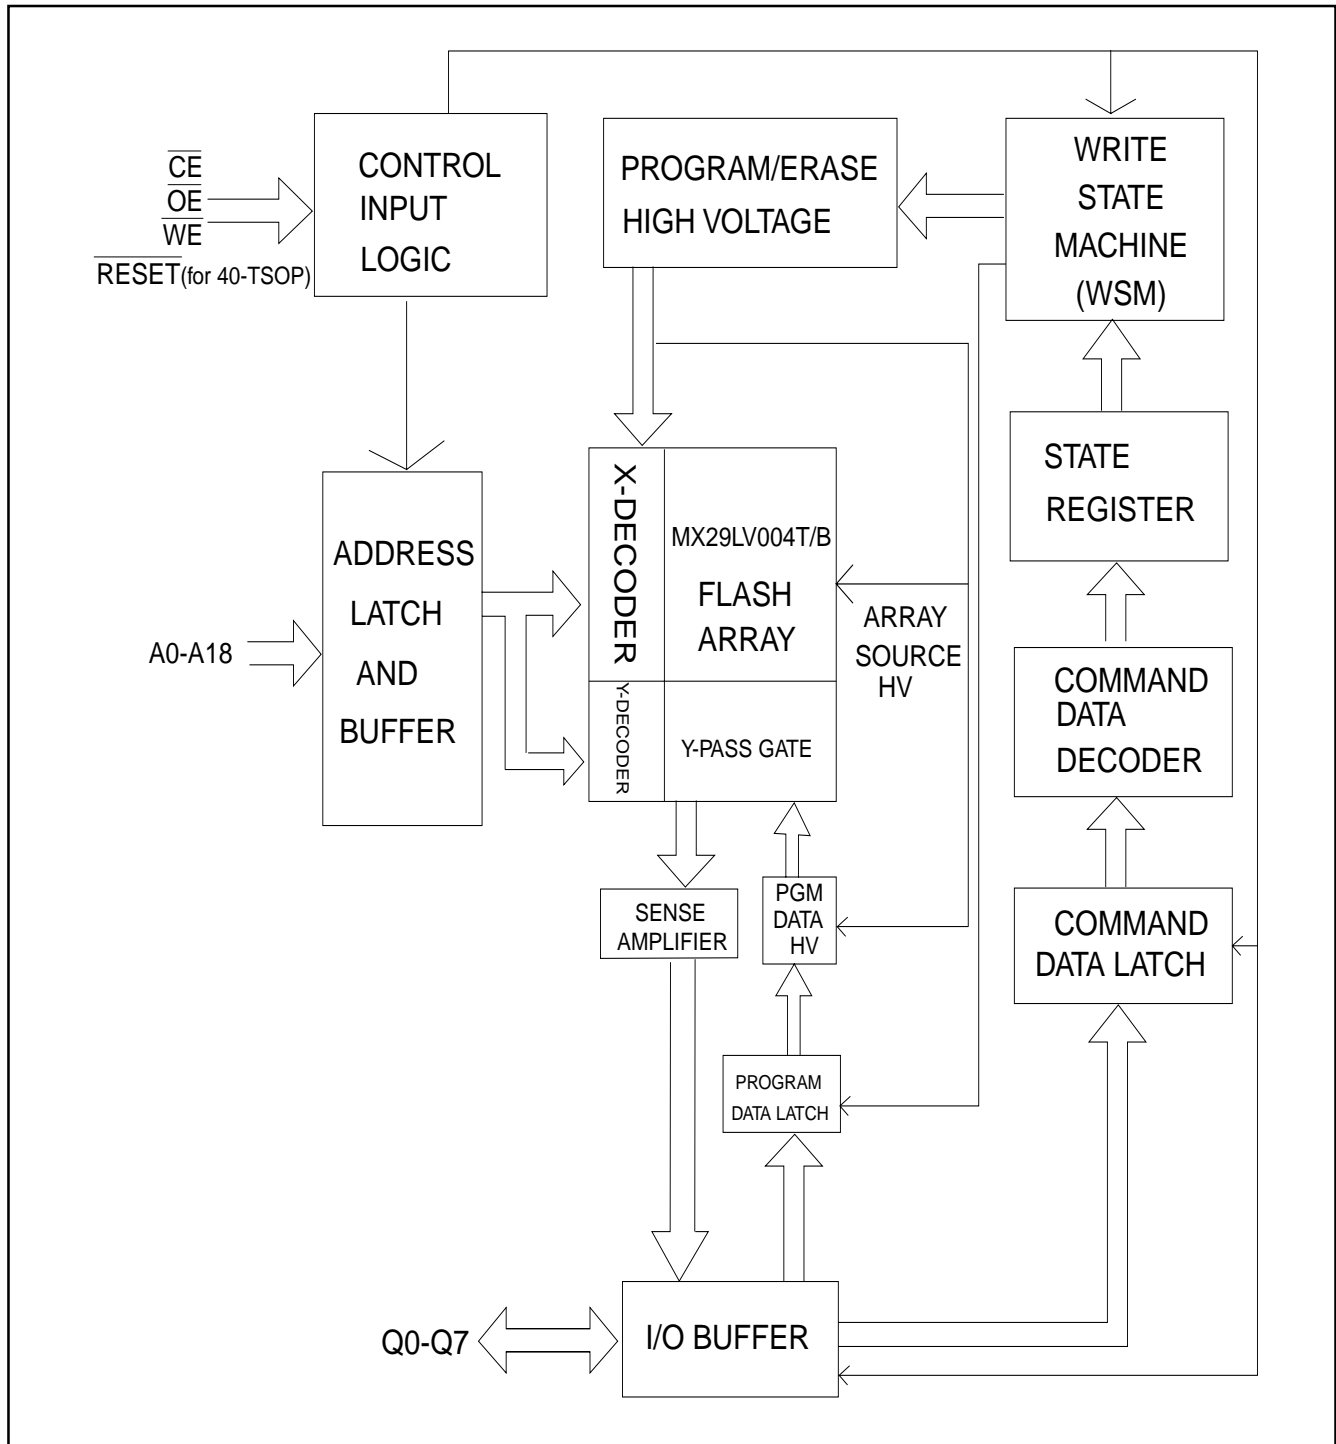 CONTROL
INPUT
LOGIC
CE
OE
WE
RESET(for 40-TSOP)
PROGRAM/ERASE
HIGH VOLTAGE
WRITE
STATE
MACHINE
(WSM)
STATE
REGISTER
ADDRESS
LATCH
AND
BUFFER
A0-A18
X-DECODER
MX29LV004T/B
FLASH
ARRAY
ARRAY
SOURCE
HV
Y-DECODER
Y-PASS GATE
COMMAND
DATA
DECODER
SENSE
AMPLIFIER
PGM
DATA
HV
COMMAND
DATA LATCH
PROGRAM
DATA LATCH
Q0-Q7
I/O BUFFER